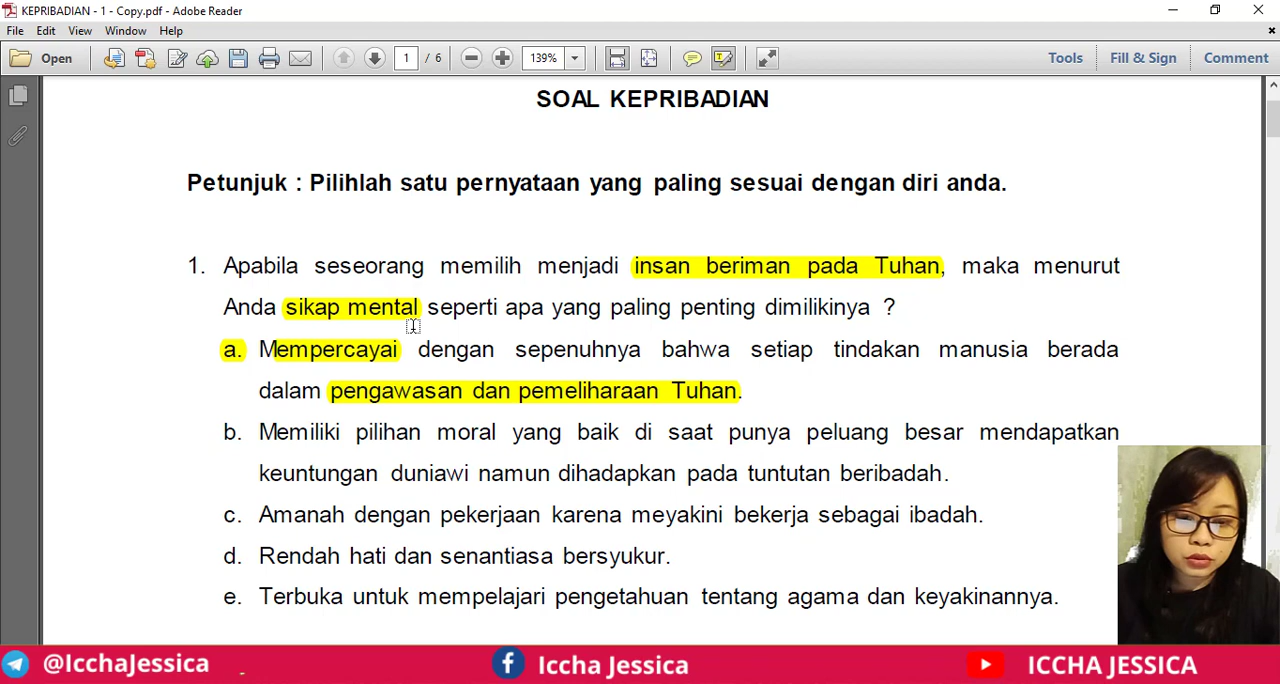 KEPRIBADIAN - 1 - Copy.pdf - Adobe Reader
File Edit View Window Help
Open 1 / 6 139% Tools Fill & Sign Comment
SOAL KEPRIBADIAN
Petunjuk : Pilihlah satu pernyataan yang paling sesuai dengan diri anda.
1. Apabila seseorang memilih menjadi insan beriman pada Tuhan, maka menurut
Anda sikap mental seperti apa yang paling penting dimilikinya ?
a. Mempercayai dengan sepenuhnya bahwa setiap tindakan manusia berada
dalam pengawasan dan pemeliharaan Tuhan.
b. Memiliki pilihan moral yang baik di saat punya peluang besar mendapatkan
keuntungan duniawi namun dihadapkan pada tuntutan beribadah.
c. Amanah dengan pekerjaan karena meyakini bekerja sebagai ibadah.
d. Rendah hati dan senantiasa bersyukur.
e. Terbuka untuk mempelajari pengetahuan tentang agama dan keyakinannya.
@IcchaJessica Iccha Jessica ICCHA JESSICA